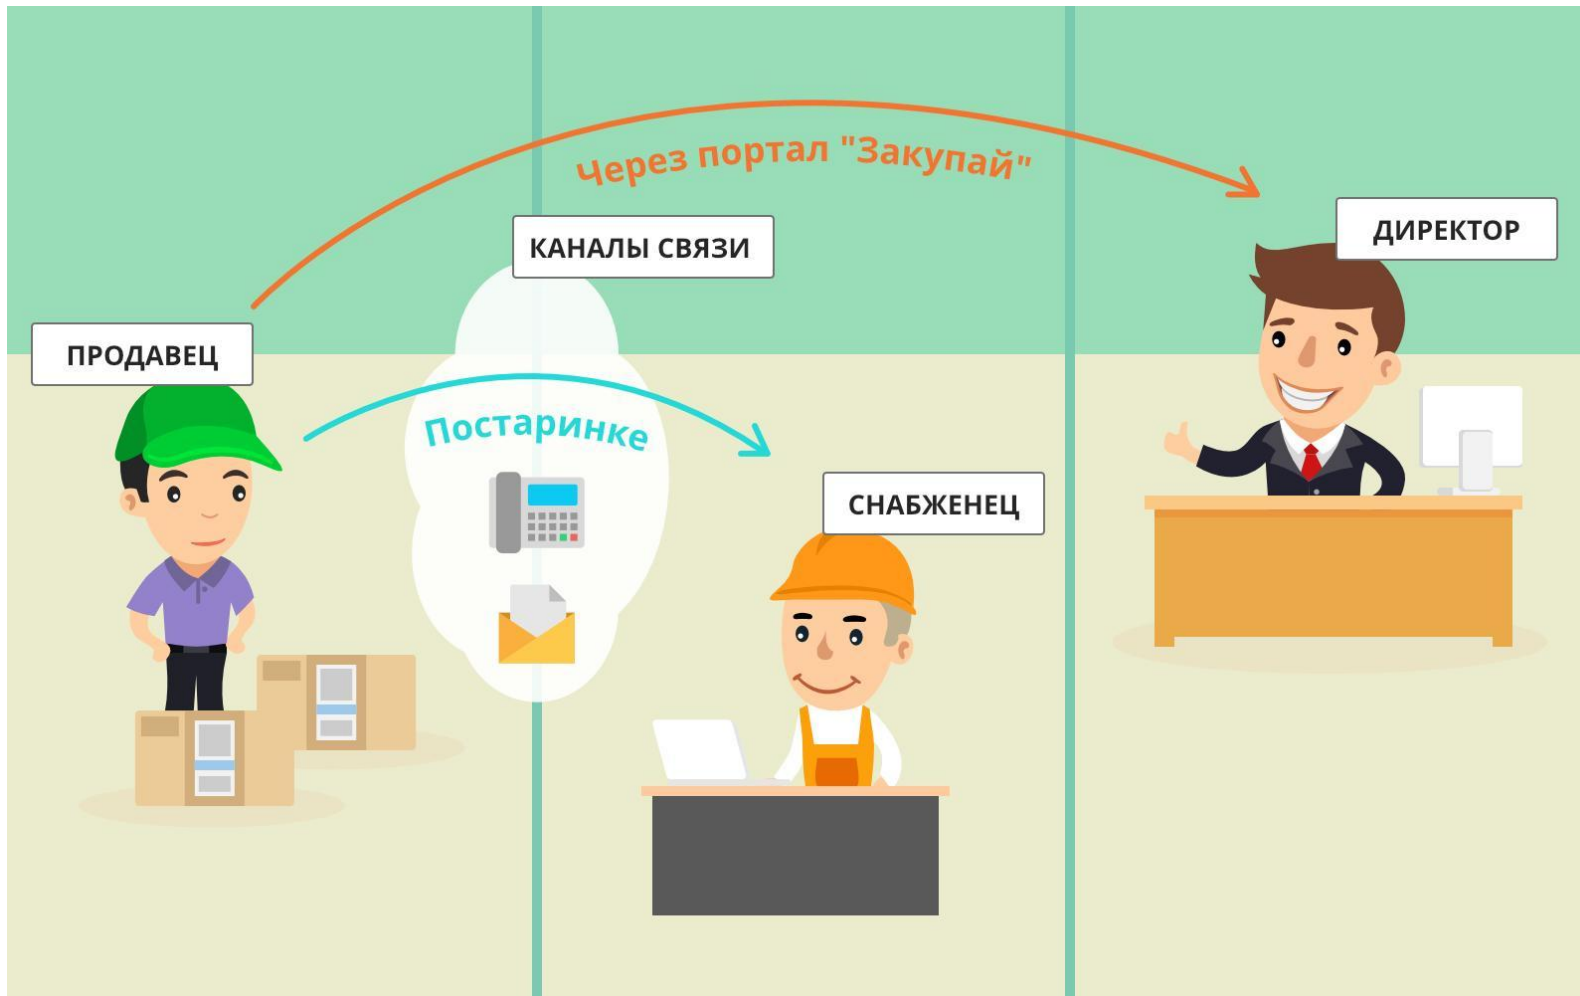 Через портал "Закупай"
КАНАЛЫ СВЯЗИ
ДИРЕКТОР
ПРОДАВЕЦ
Постаринке
СНАБЖЕНЕЦ